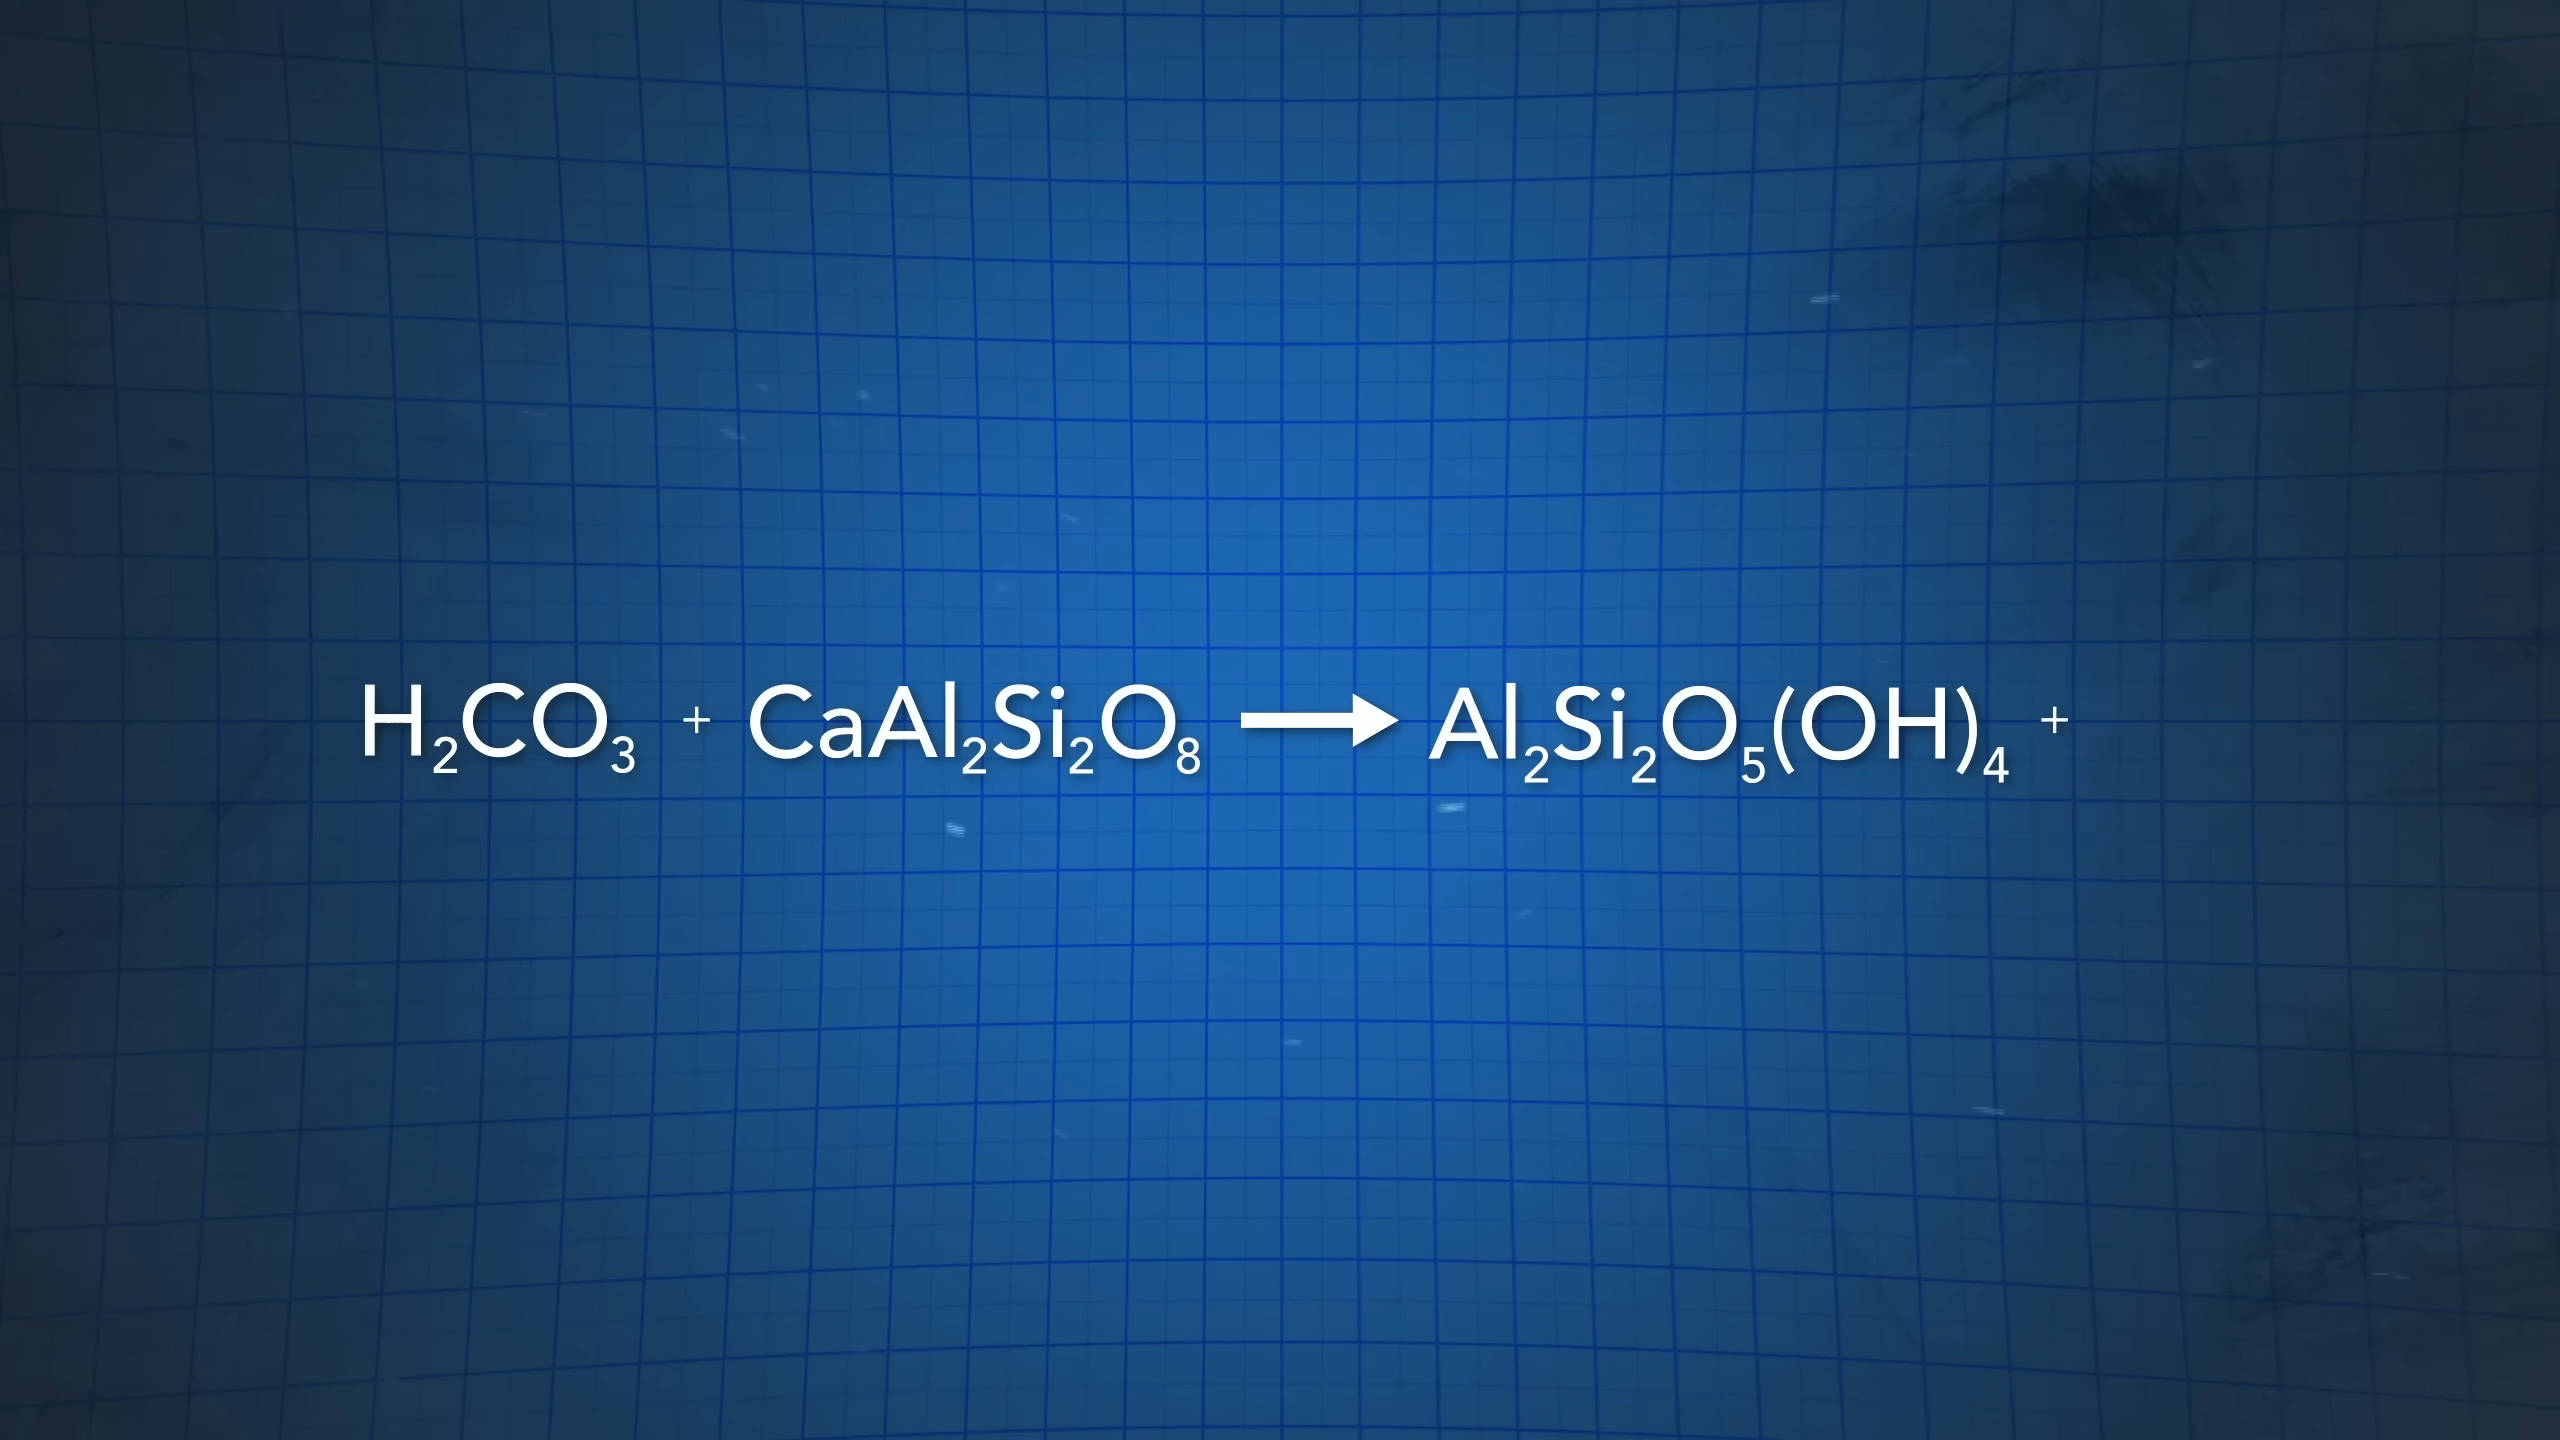 H₂CO₃ + CaAl₂Si₂O₈ → Al₂Si₂O₅(OH)₄ +